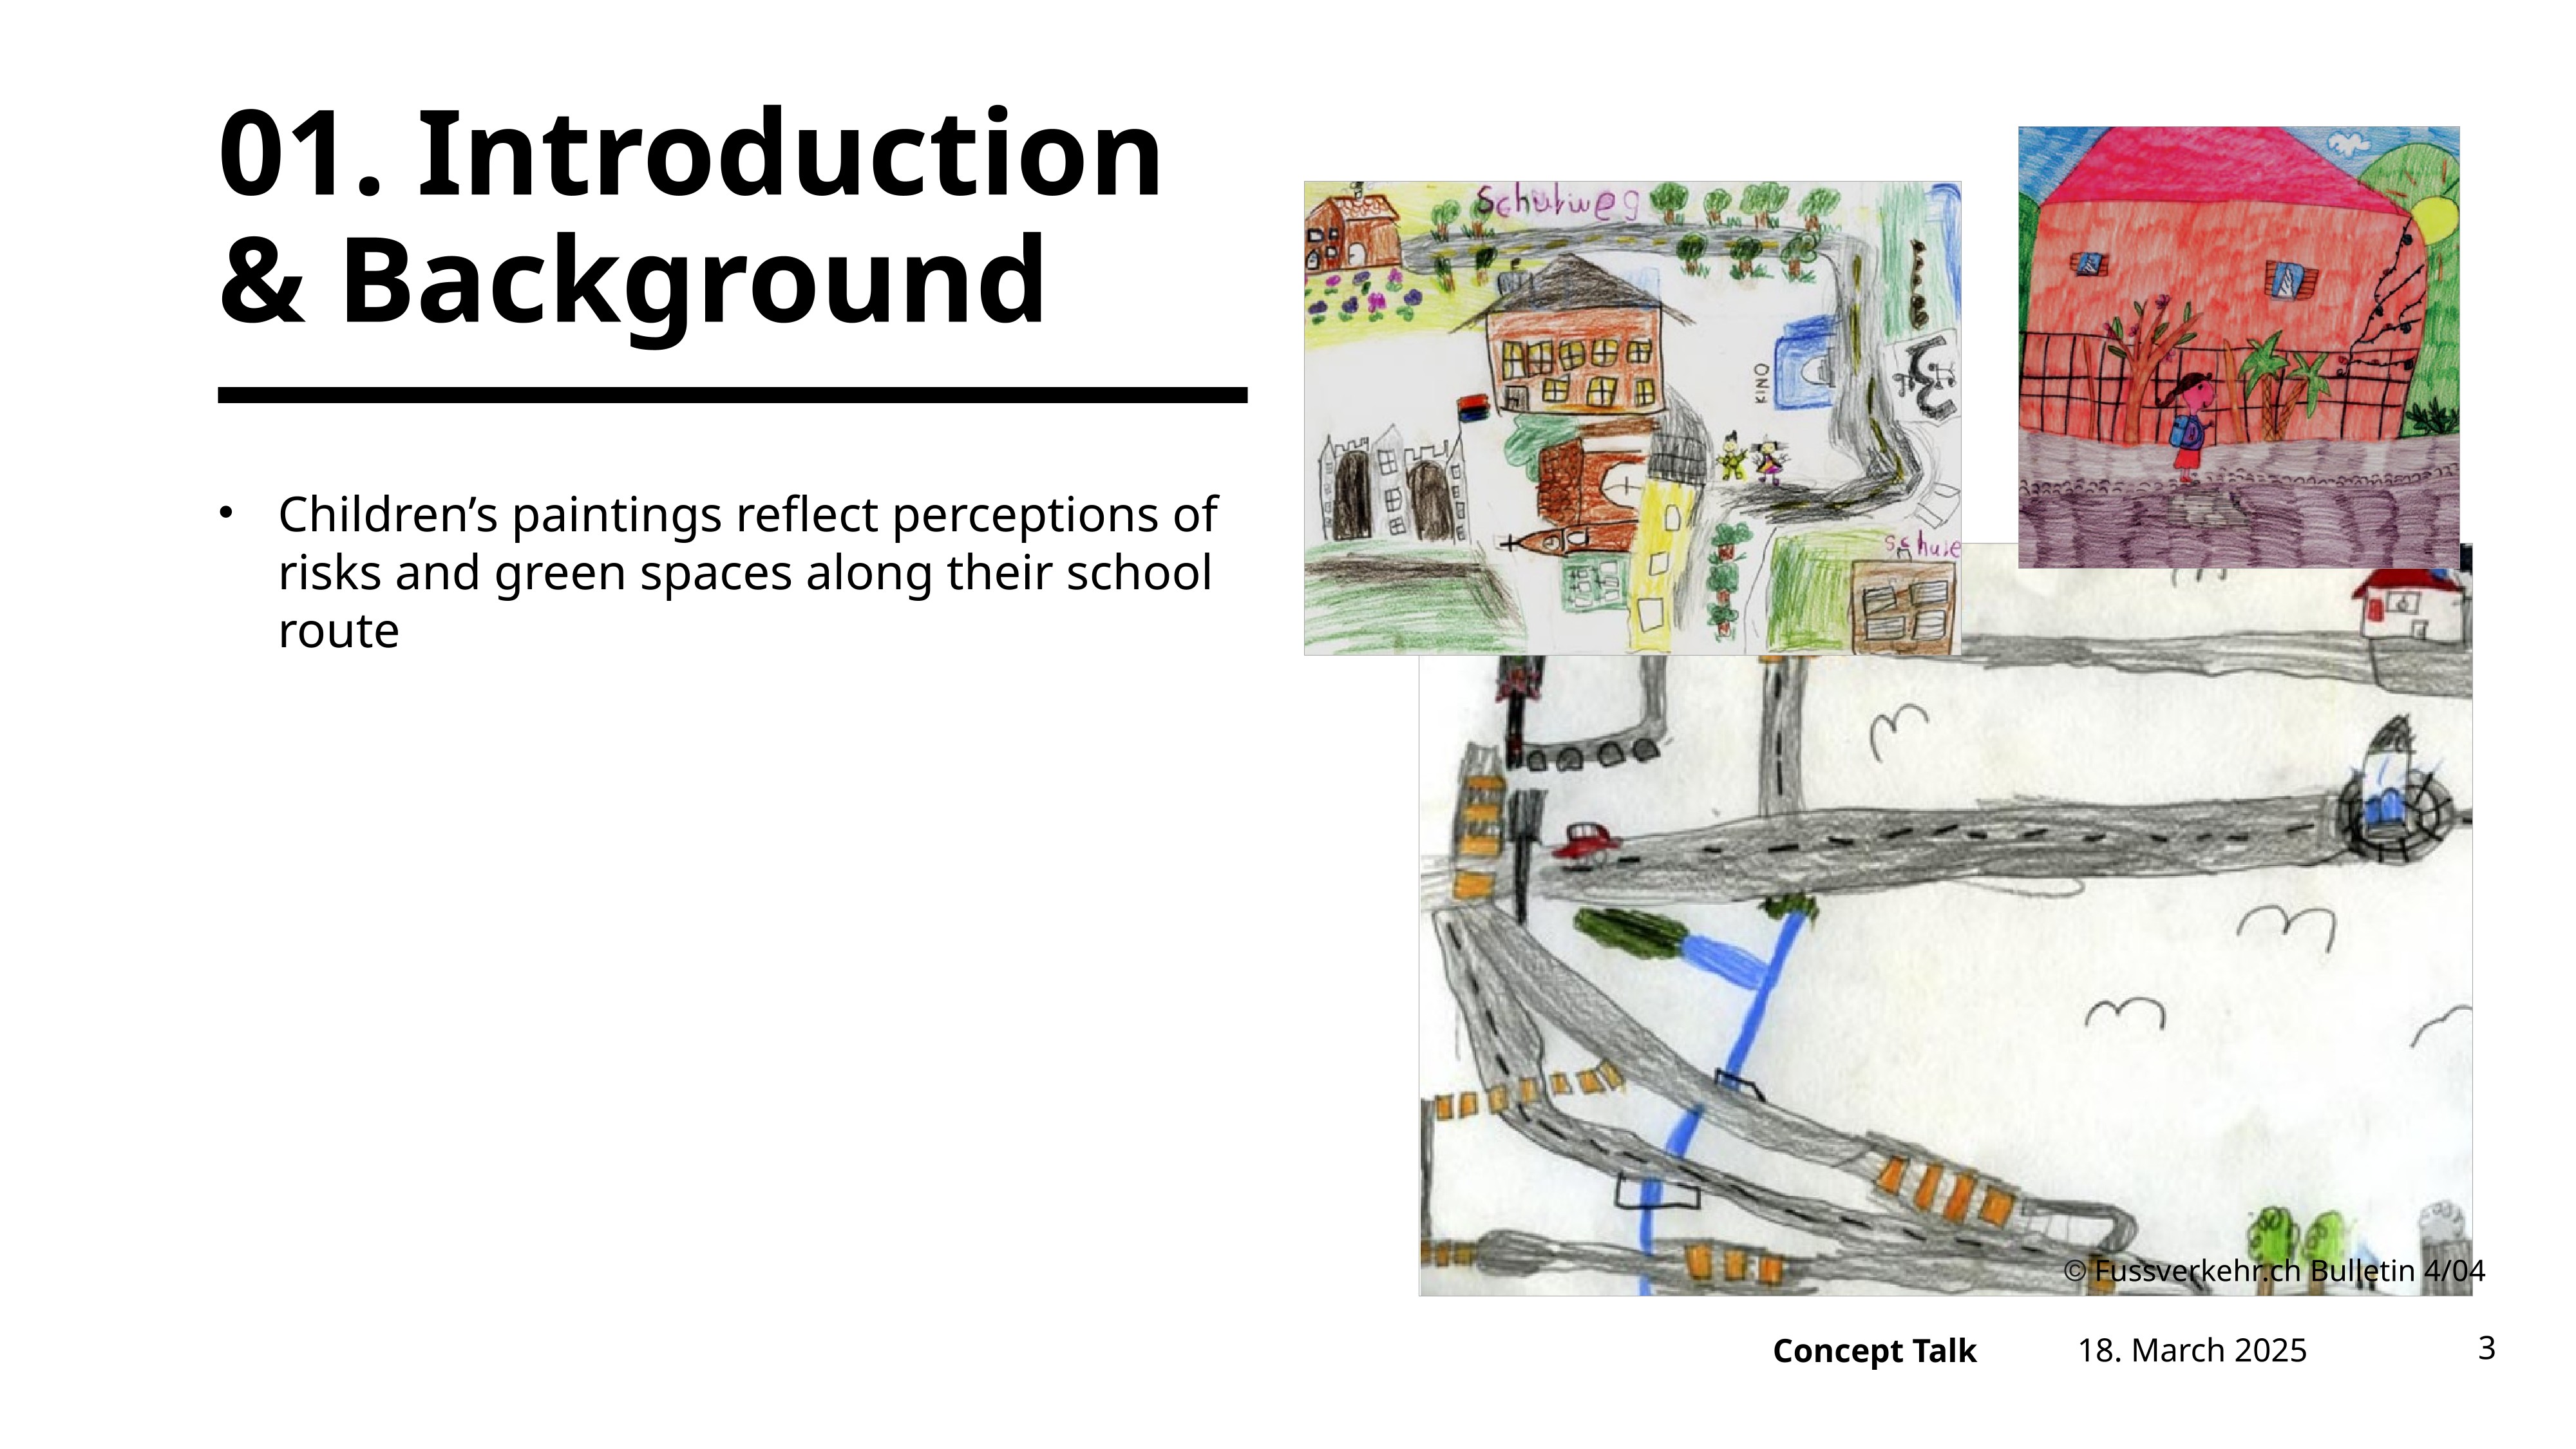 01. Introduction
& Background
• Children’s paintings reflect perceptions of
risks and green spaces along their school
route
Schulweg
KINO
Schule
© Fussverkehr.ch Bulletin 4/04
Concept Talk
18. March 2025
3